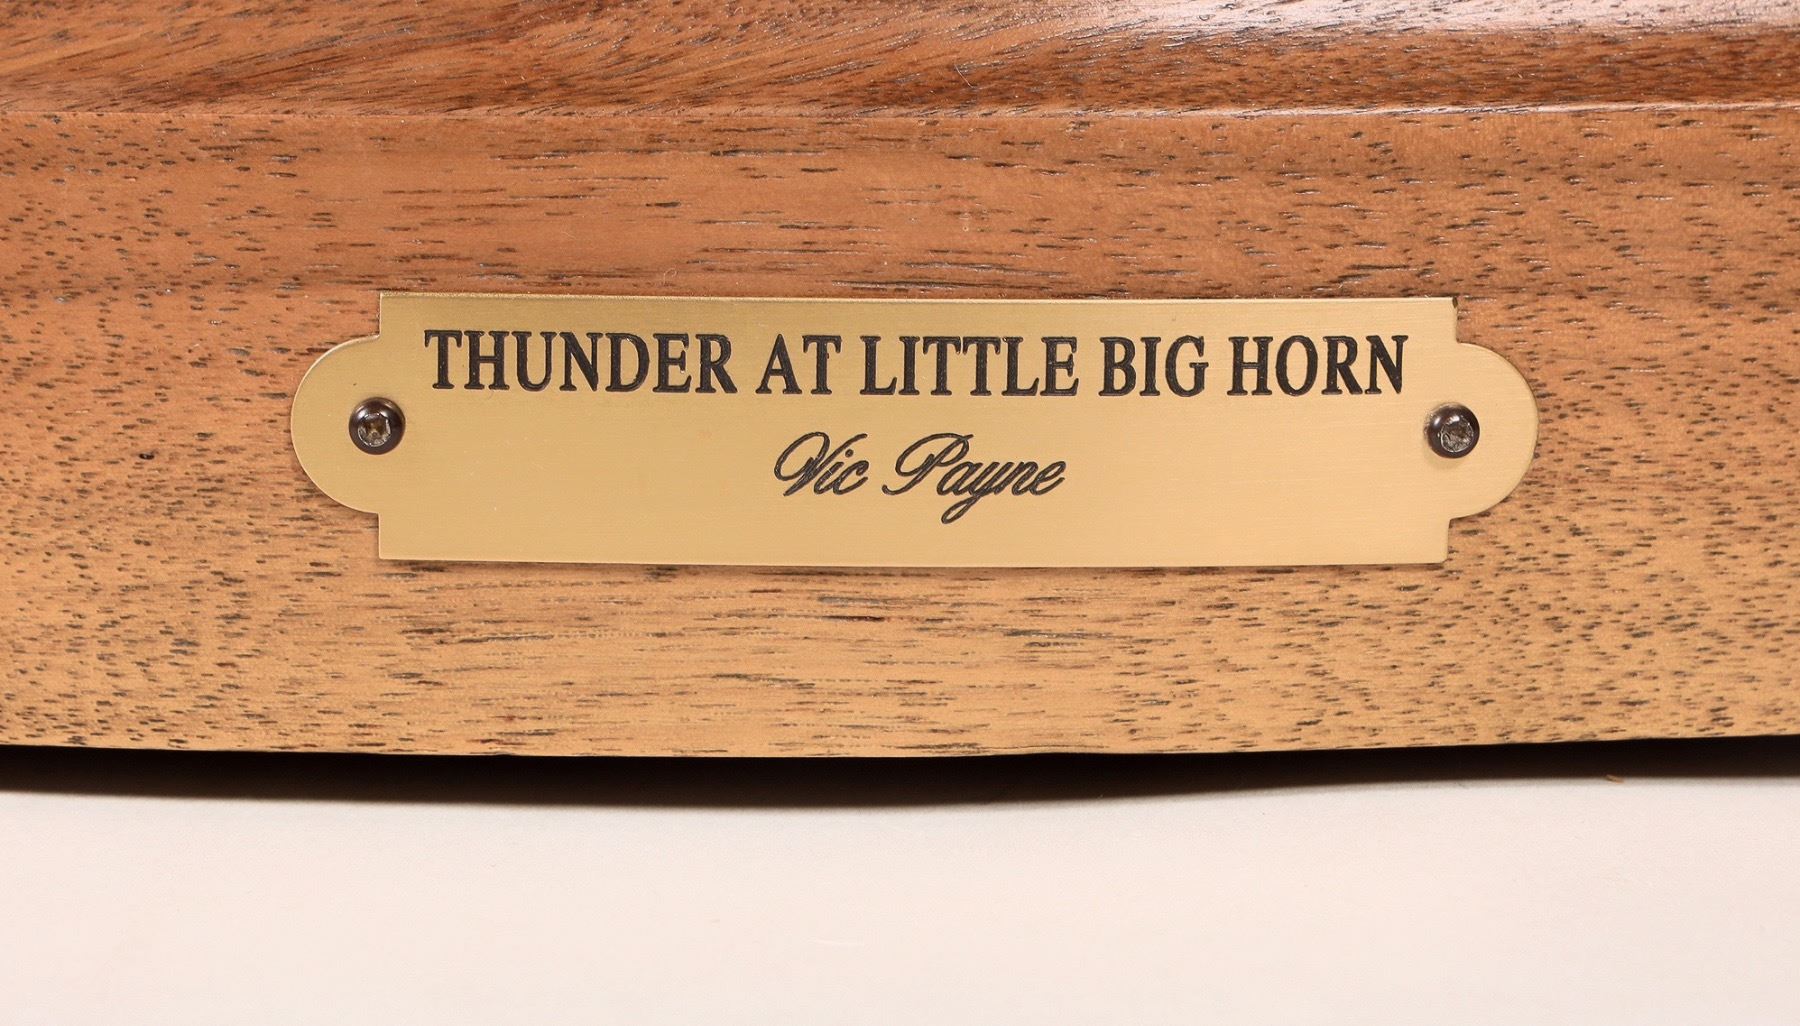 THUNDER AT LITTLE BIG HORN
Vic Payne